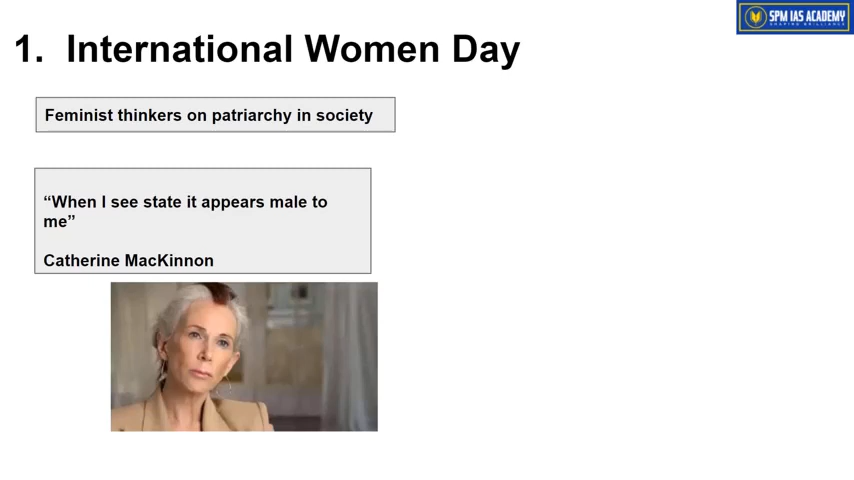 SPM IAS ACADEMY
SHAPING BRILLIANCE
1. International Women Day
Feminist thinkers on patriarchy in society
“When I see state it appears male to
me”
Catherine MacKinnon